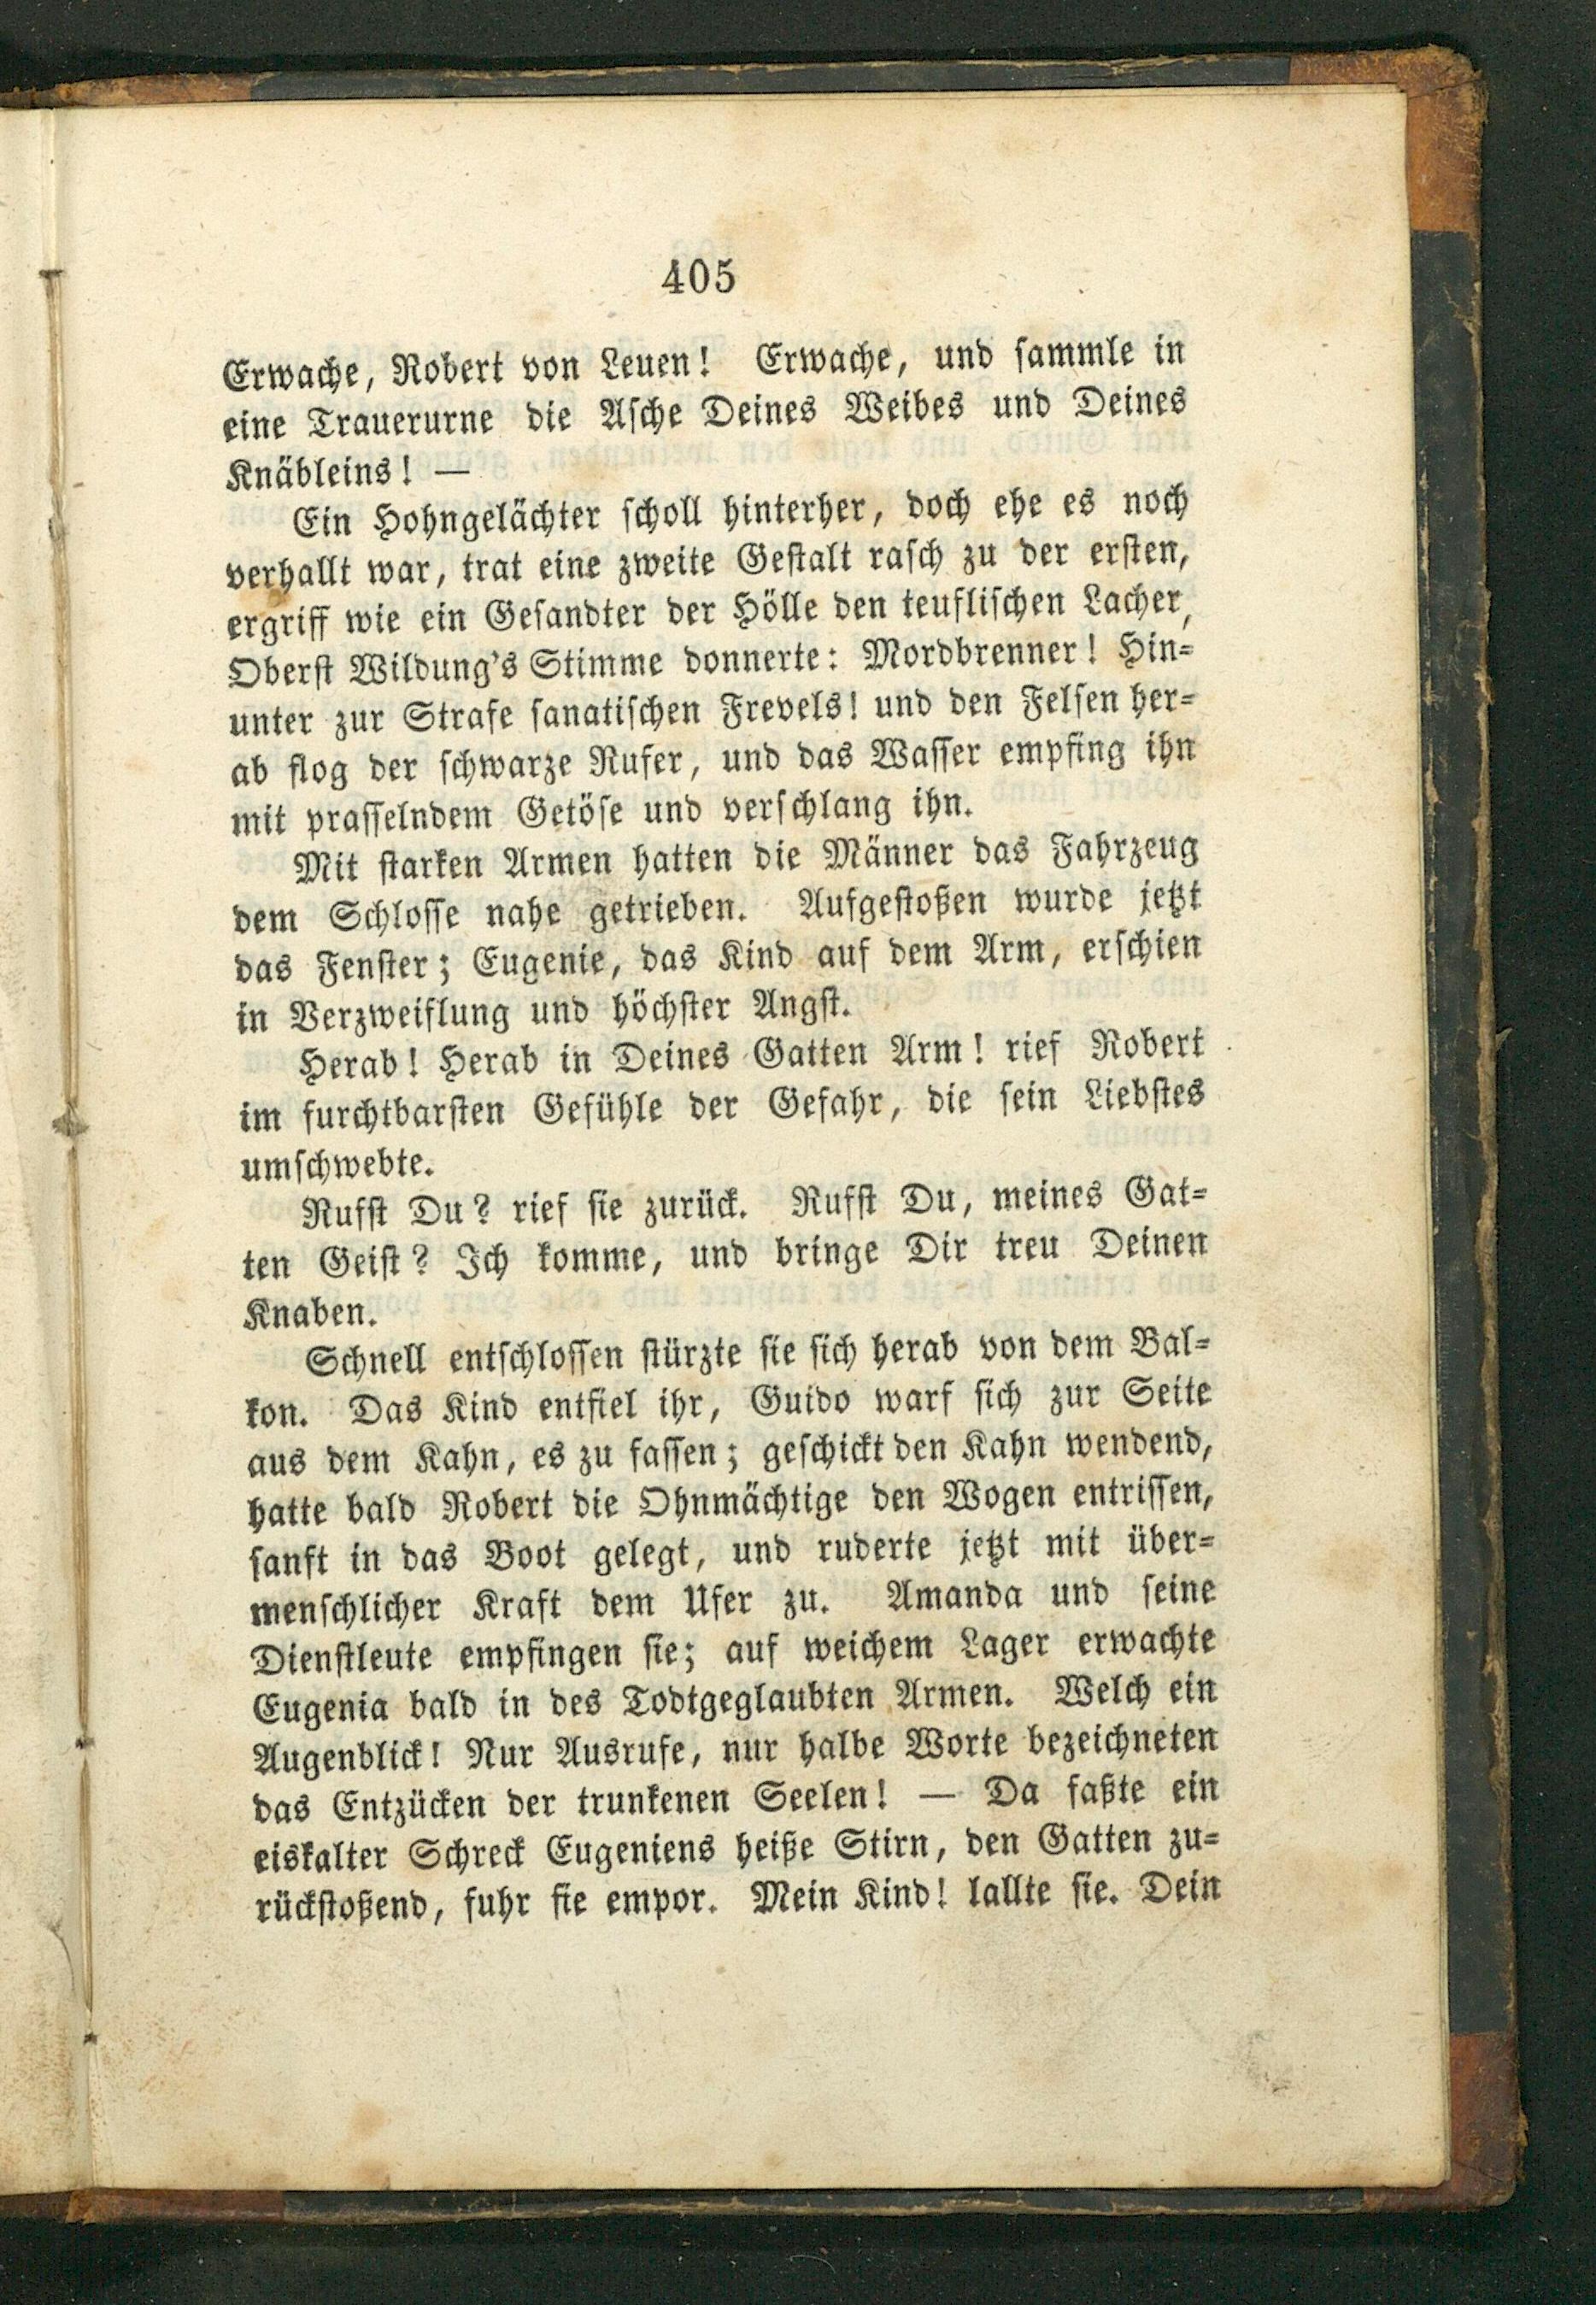 405
Erwache, Robert von Leuen! Erwache, und sammle in
eine Trauerurne die Asche Deines Weibes und Deines
Knäbleins! —
Ein Hohngelächter scholl hinterher, doch ehe es noch
verhallt war, trat eine zweite Gestalt rasch zu der ersten,
ergriff wie ein Gesandter der Hölle den teuflischen Lacher,
Oberst Wildung's Stimme donnerte: Mordbrenner! Hin-
unter zur Strafe sanatischen Frevels! und den Felsen her-
ab flog der schwarze Rufer, und das Wasser empfing ihn
mit prasselndem Getöse und verschlang ihn.
Mit starken Armen hatten die Männer das Fahrzeug
dem Schlosse nahe getrieben. Aufgestoßen wurde jetzt
das Fenster; Eugenie, das Kind auf dem Arm, erschien
in Verzweiflung und höchster Angst.
Herab! Herab in Deines Gatten Arm! rief Robert
im furchtbarsten Gefühle der Gefahr, die sein Liebstes
umschwebte.
Rufst Du? rief sie zurück. Rufst Du, meines Gat-
ten Geist? Ich komme, und bringe Dir treu Deinen
Knaben.
Schnell entschlossen stürzte sie sich herab von dem Bal-
kon. Das Kind entfiel ihr, Guido warf sich zur Seite
aus dem Kahn, es zu fassen; geschickt den Kahn wendend,
hatte bald Robert die Ohnmächtige den Wogen entrissen,
sanft in das Boot gelegt, und ruderte jetzt mit über-
menschlicher Kraft dem Ufer zu. Amanda und seine
Dienstleute empfingen sie; auf weichem Lager erwachte
Eugenia bald in des Todtgeglaubten Armen. Welch ein
Augenblick! Nur Ausrufe, nur halbe Worte bezeichneten
das Entzücken der trunkenen Seelen! — Da faßte ein
eiskalter Schreck Eugeniens heiße Stirn, den Gatten zu-
rückstoßend, fuhr sie empor. Mein Kind! lallte sie. Dein